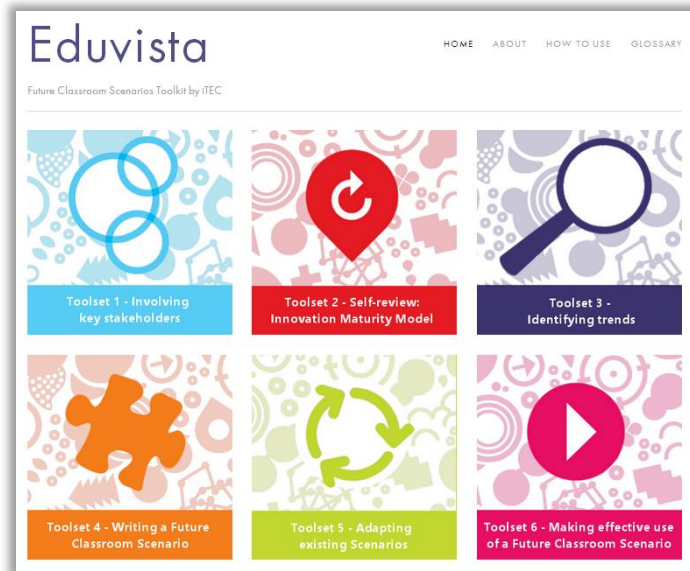 Eduvista
HOME ABOUT HOW TO USE GLOSSARY
Future Classroom Scenarios Toolkit by iTEC
Toolset 1 - Involving
key stakeholders
Toolset 2 - Self-review:
Innovation Maturity Model
Toolset 3 -
Identifying trends
Toolset 4 - Writing a Future
Classroom Scenario
Toolset 5 - Adapting
existing Scenarios
Toolset 6 - Making effective use
of a Future Classroom Scenario